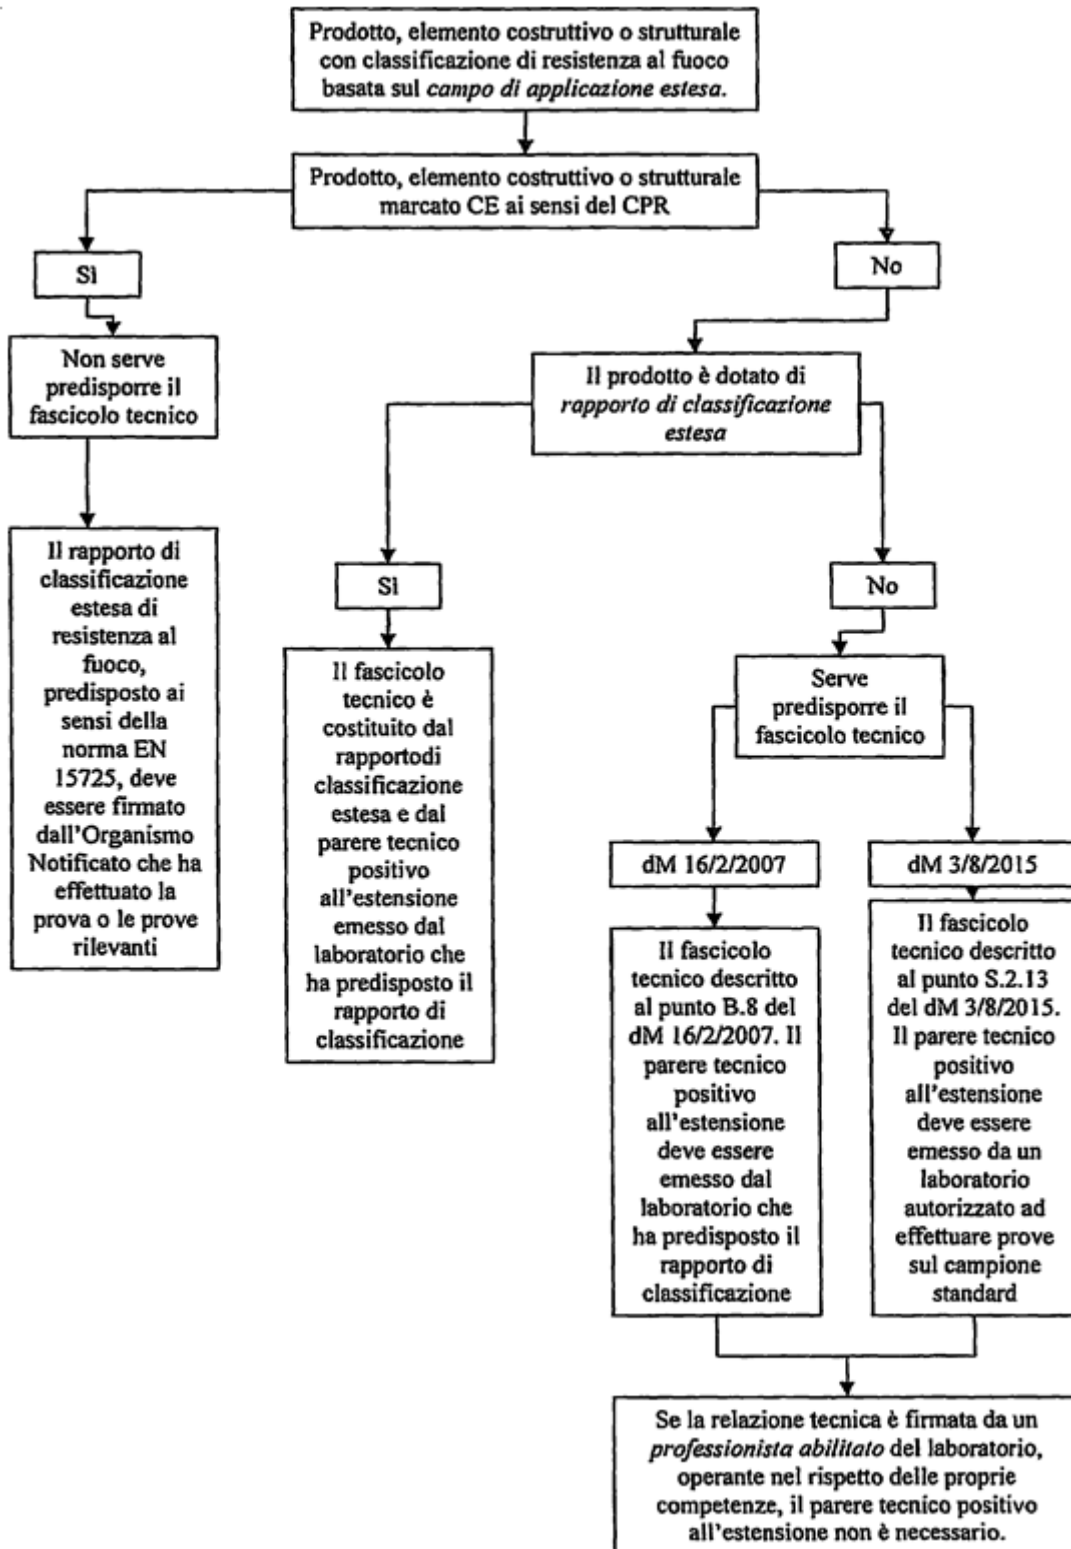 Prodotto, elemento costruttivo o strutturale
con classificazione di resistenza al fuoco
basata sul campo di applicazione estesa.
Prodotto, elemento costruttivo o strutturale
marcato CE ai sensi del CPR
Sì
No
Non serve
predisporre il
fascicolo tecnico
Il prodotto è dotato di
rapporto di classificazione
estesa
Il rapporto di
classificazione
estesa di
resistenza al
fuoco,
predisposto ai
sensi della
norma EN
15725, deve
essere firmato
dall'Organismo
Notificato che ha
effettuato la
prova o le prove
rilevanti
Sì
No
Il fascicolo
tecnico è
costituito dal
rapportodi
classificazione
estesa e dal
parere tecnico
positivo
all'estensione
emesso dal
laboratorio che
ha predisposto il
rapporto di
classificazione
Serve
predisporre il
fascicolo tecnico
dM 16/2/2007
dM 3/8/2015
Il fascicolo
tecnico descritto
al punto B.8 del
dM 16/2/2007. Il
parere tecnico
positivo
all'estensione
deve essere
emesso dal
laboratorio che
ha predisposto il
rapporto di
classificazione
Il fascicolo
tecnico descritto
al punto S.2.13
del dM 3/8/2015.
Il parere tecnico
positivo
all'estensione
deve essere
emesso da un
laboratorio
autorizzato ad
effettuare prove
sul campione
standard
Se la relazione tecnica è firmata da un
professionista abilitato del laboratorio,
operante nel rispetto delle proprie
competenze, il parere tecnico positivo
all'estensione non è necessario.